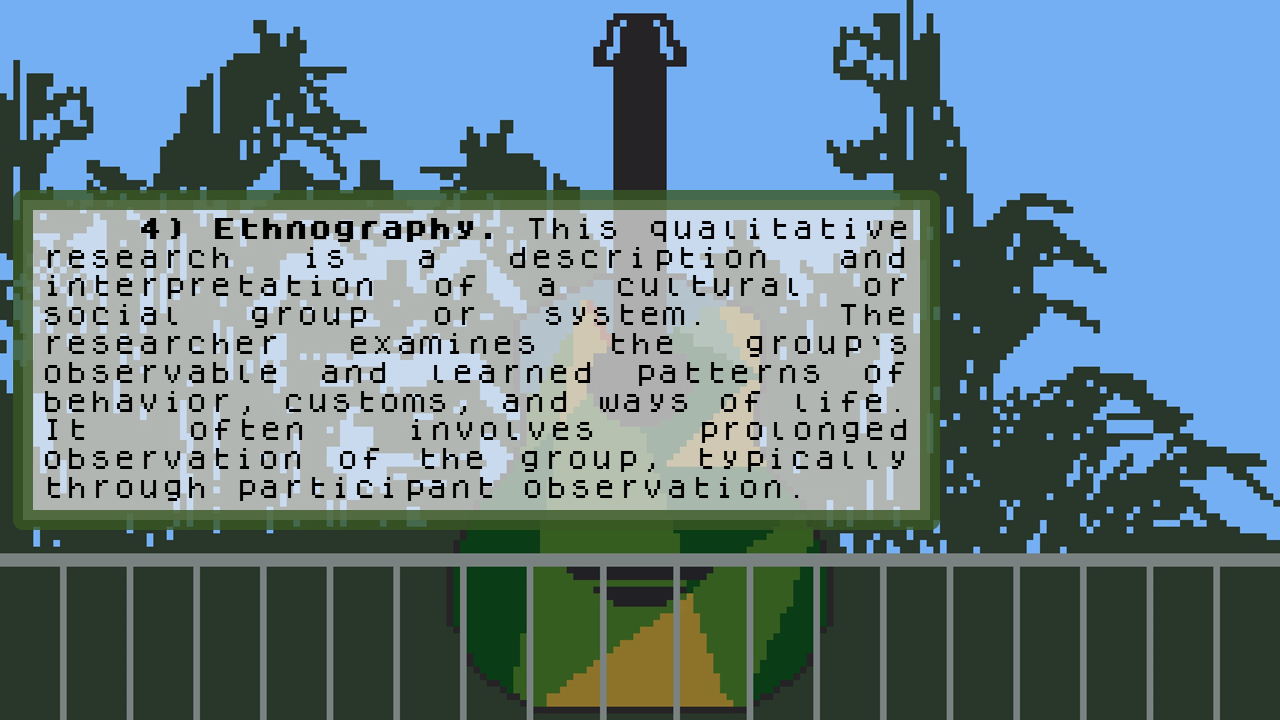 4) Ethnography. This qualitative
research is a description and
interpretation of a cultural or
social group or system. The
researcher examines the group's
observable and learned patterns of
behavior, customs, and ways of life.
It often involves prolonged
observation of the group, typically
through participant observation.